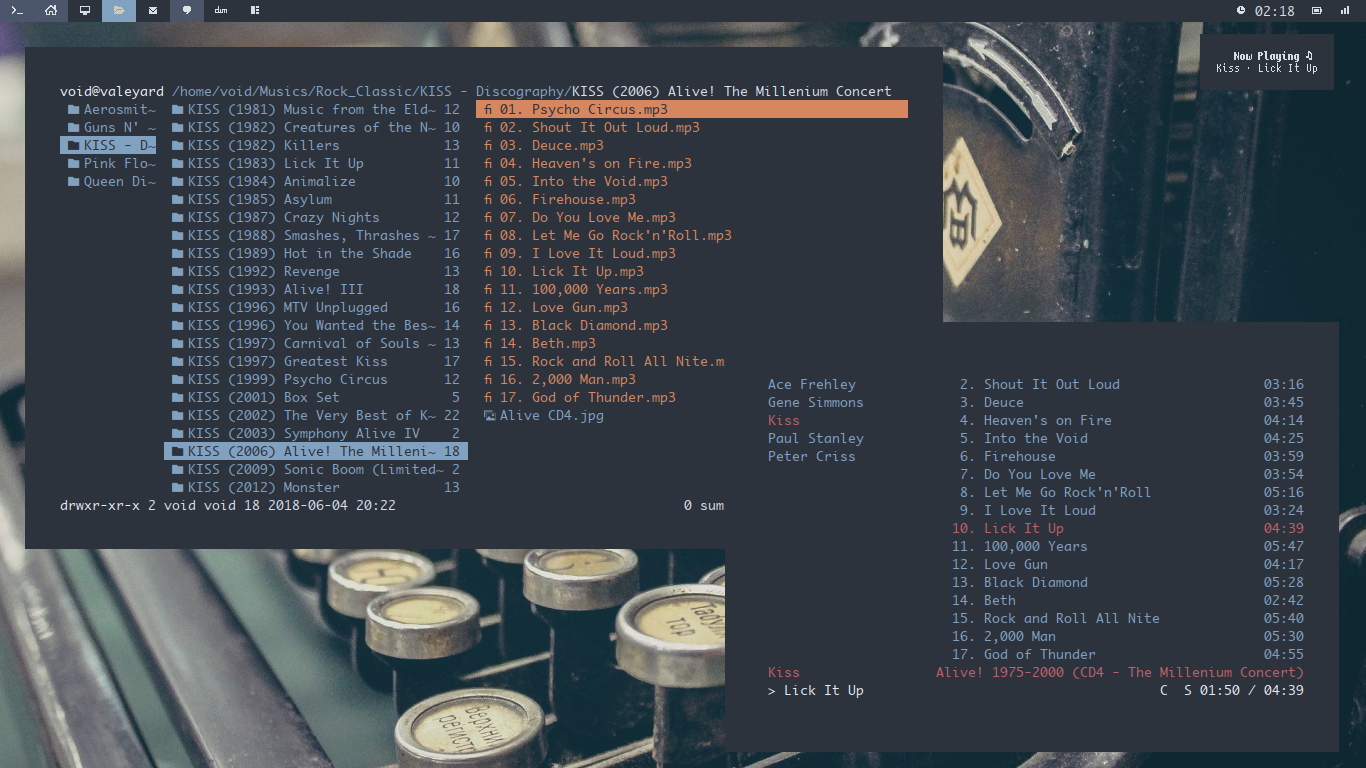 dwm
02:18
Now Playing ♫
Kiss · Lick It Up
void@valeyard /home/void/Musics/Rock_Classic/KISS - Discography/KISS (2006) Alive! The Millenium Concert
Aerosmit~ KISS (1981) Music from the Eld~ 12 01. Psycho Circus.mp3
Guns N' ~ KISS (1982) Creatures of the N~ 10 02. Shout It Out Loud.mp3
KISS - D~ KISS (1982) Killers 13 03. Deuce.mp3
Pink Flo~ KISS (1983) Lick It Up 11 04. Heaven's on Fire.mp3
Queen Di~ KISS (1984) Animalize 10 05. Into the Void.mp3
KISS (1985) Asylum 11 06. Firehouse.mp3
KISS (1987) Crazy Nights 12 07. Do You Love Me.mp3
KISS (1988) Smashes, Thrashes ~ 17 08. Let Me Go Rock'n'Roll.mp3
KISS (1989) Hot in the Shade 16 09. I Love It Loud.mp3
KISS (1992) Revenge 13 10. Lick It Up.mp3
KISS (1993) Alive! III 18 11. 100,000 Years.mp3
KISS (1996) MTV Unplugged 16 12. Love Gun.mp3
KISS (1996) You Wanted the Bes~ 14 13. Black Diamond.mp3
KISS (1997) Carnival of Souls ~ 13 14. Beth.mp3
KISS (1997) Greatest Kiss 17 15. Rock and Roll All Nite.m
KISS (1999) Psycho Circus 12 16. 2,000 Man.mp3
KISS (2001) Box Set 5 17. God of Thunder.mp3
KISS (2002) The Very Best of K~ 22 Alive CD4.jpg
KISS (2003) Symphony Alive IV 2
KISS (2006) Alive! The Milleni~ 18
KISS (2009) Sonic Boom (Limited~ 2
KISS (2012) Monster 13
drwxr-xr-x 2 void void 18 2018-06-04 20:22 0 sum
Ace Frehley 2. Shout It Out Loud 03:16
Gene Simmons 3. Deuce 03:45
Kiss 4. Heaven's on Fire 04:14
Paul Stanley 5. Into the Void 04:25
Peter Criss 6. Firehouse 03:59
7. Do You Love Me 03:54
8. Let Me Go Rock'n'Roll 05:16
9. I Love It Loud 03:24
10. Lick It Up 04:39
11. 100,000 Years 05:47
12. Love Gun 04:17
13. Black Diamond 05:28
14. Beth 02:42
15. Rock and Roll All Nite 05:40
16. 2,000 Man 05:30
17. God of Thunder 04:55
Kiss Alive! 1975-2000 (CD4 - The Millenium Concert)
> Lick It Up C S 01:50 / 04:39
тор
Верхни
регистр